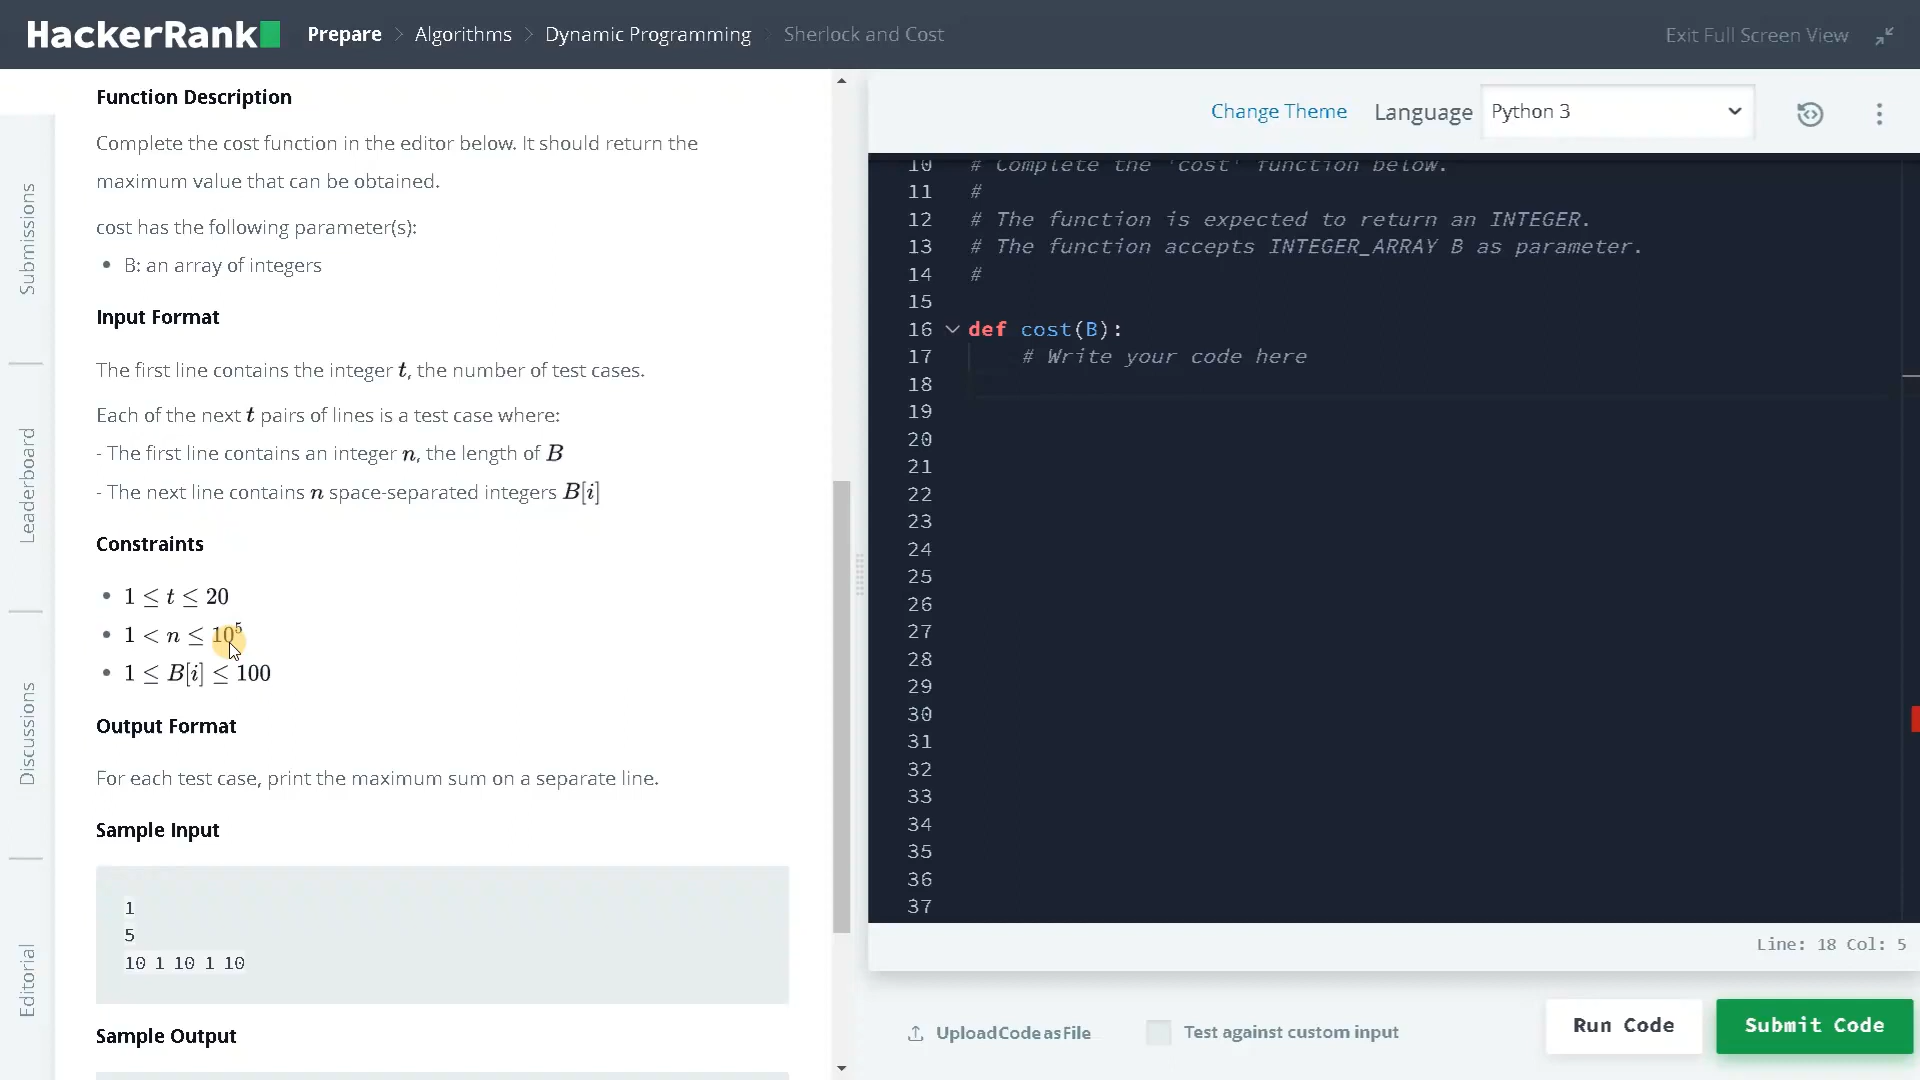 HackerRank Prepare > Algorithms > Dynamic Programming > Sherlock and Cost Exit Full Screen View
Submissions
Leaderboard
Discussions
Editorial
Function Description
Complete the cost function in the editor below. It should return the
maximum value that can be obtained.
cost has the following parameter(s):
• B: an array of integers
Input Format
The first line contains the integer t, the number of test cases.
Each of the next t pairs of lines is a test case where:
- The first line contains an integer n, the length of B
- The next line contains n space-separated integers B[i]
Constraints
• 1 ≤ t ≤ 20
• 1 < n ≤ 10⁵
• 1 ≤ B[i] ≤ 100
Output Format
For each test case, print the maximum sum on a separate line.
Sample Input
1
5
10 1 10 1 10
Sample Output
Change Theme Language Python 3
10 # Complete the 'cost' function below.
11 #
12 # The function is expected to return an INTEGER.
13 # The function accepts INTEGER_ARRAY B as parameter.
14 #
15
16 def cost(B):
17 # Write your code here
18
19
20
21
22
23
24
25
26
27
28
29
30
31
32
33
34
35
36
37
Line: 18 Col: 5
Upload Code as File Test against custom input Run Code Submit Code